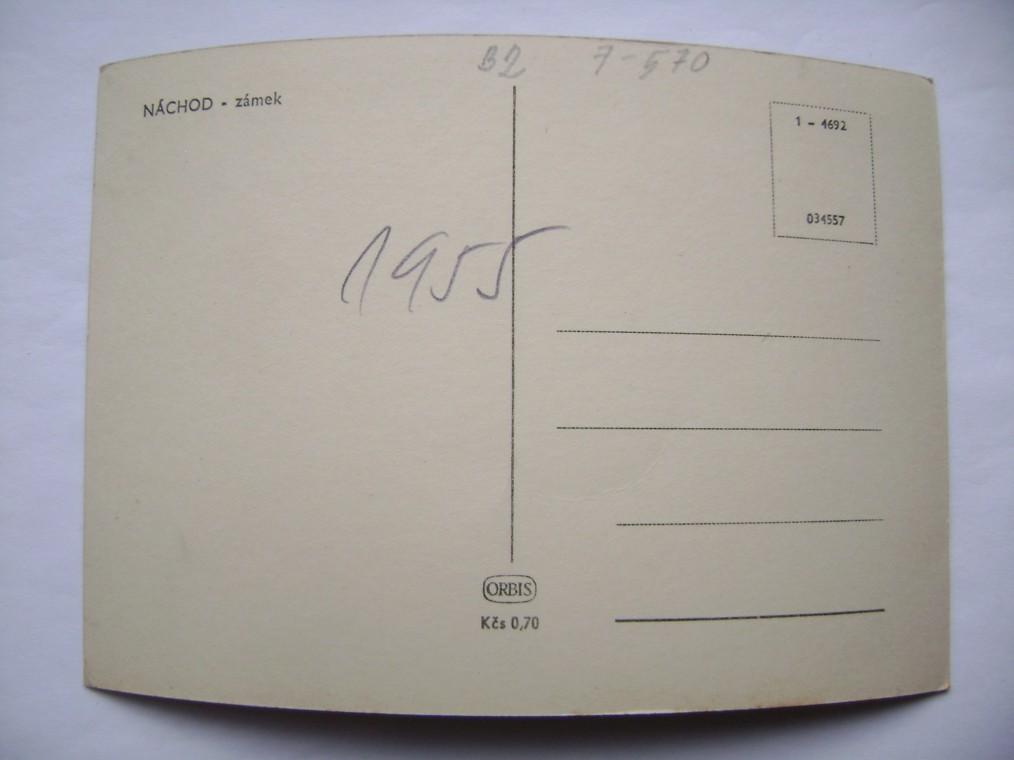 B2 7-570
NÁCHOD - zámek
1 - 4692
034557
1955
ORBIS
Kčs 0,70